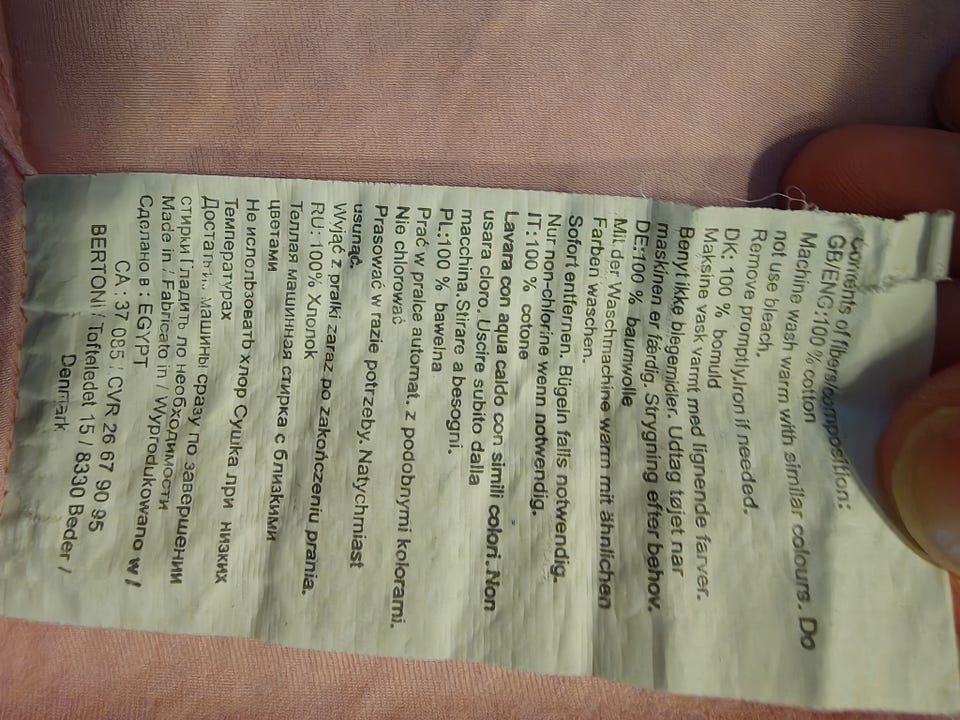 Contents of fibers/composition:
GB/ENG:100 % cotton
Machine wash warm with similar colours. Do
not use bleach.
Remove promptly.Iron if needed.
DK: 100 % bomuld
Maksine vask varmt med lignende farver.
Benyt ikke blegemidler. Udtag tøjet nar
maskinen er færdig. Strygning efter behov.
DE:100 % baumwolle
Mit der Waschmachine warm mit ähnlichen
Farben waschen.
Sofort entfernen. Bügeln falls notwendig.
Nur non-chlorine wenn notwendig.
IT:100 % cotone
Lavara con aqua caldo con simili colori. Non
usara cloro. Uscire subito dalla
macchina.Stirare a besogni.
PL:100 % bawelna
Prać w pralce automat. z podobnymi kolorami.
Nie chlorować
Prasować w razie potrzeby. Natychmiast
usunąć.
Wyjąć z pralki zaraz po zakończeniu prania.
RU: 100% Хлолок
Теллая машинная стирка с близкими
цветами
Не исполbзовать хлор Сушка лри низких
Температурах
Достать.. машины сразу по завершении
стирки Гладить ло необходимости
Made in / Fabricato in / Wyprodukowano w /
Сделано в : EGYPT
CA : 37 085 / CVR 26 67 90 95
BERTONI / Tofteledet 15 / 8330 Beder /
Denmark